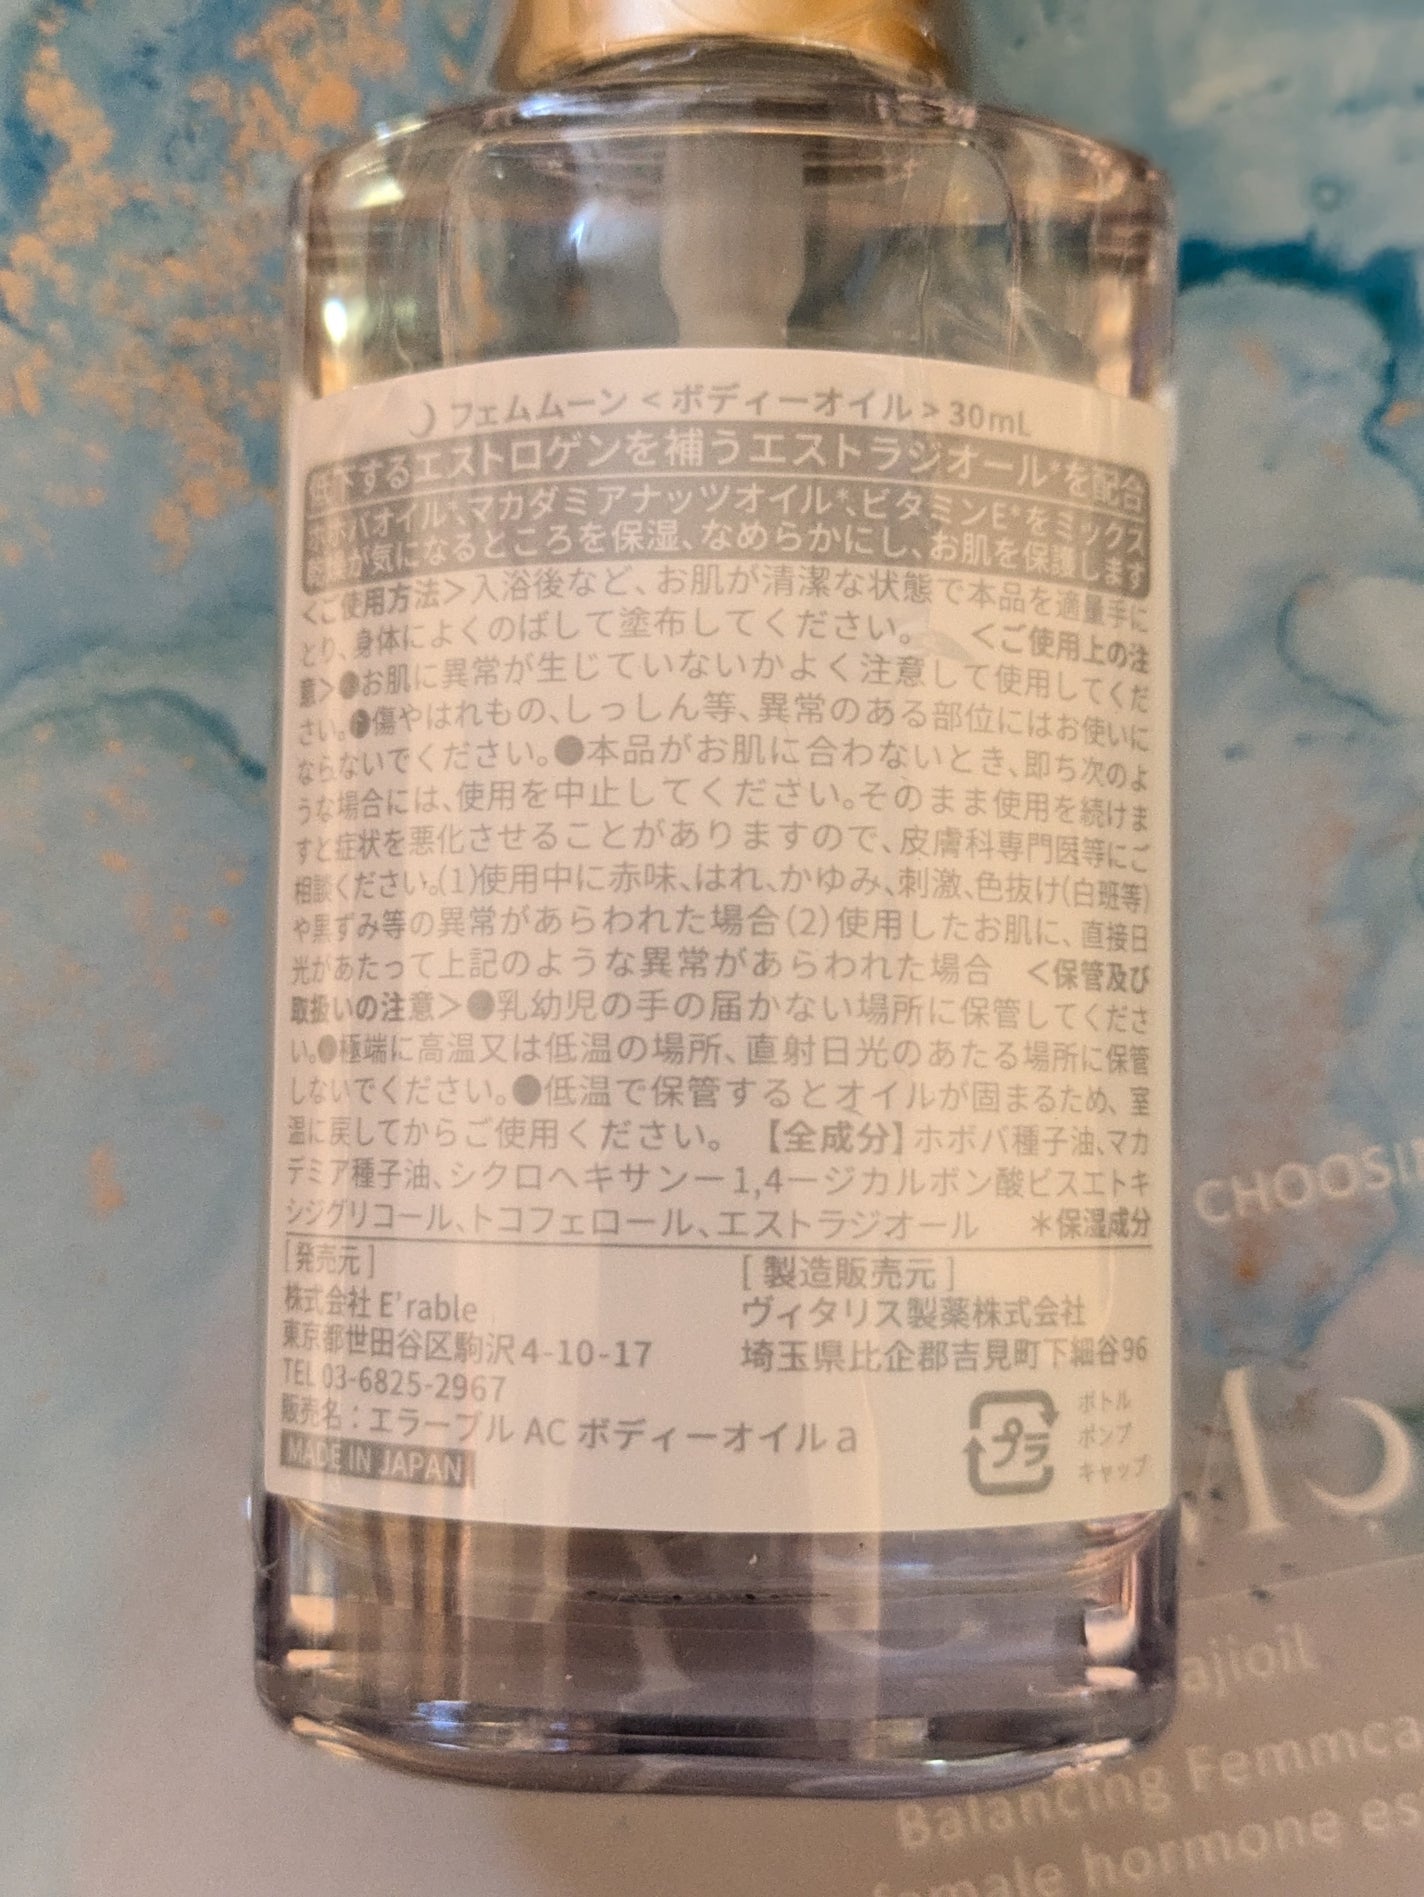 フェムムーン < ボディーオイル > 30mL
低下するエストロゲンを補うエストラジオール*を配合
ホホバオイル*、マカダミアナッツオイル*、ビタミンE*をミックス
乾燥が気になるところを保湿、なめらかにし、お肌を保護します
<ご使用方法>入浴後など、お肌が清潔な状態で本品を適量手に
とり、身体によくのばして塗布してください。 <ご使用上の注
意>●お肌に異常が生じていないかよく注意して使用してくだ
さい。●傷やはれもの、しっしん等、異常のある部位にはお使いに
ならないでください。●本品がお肌に合わないとき、即ち次のよ
うな場合には、使用を中止してください。そのまま使用を続けま
すと症状を悪化させることがありますので、皮膚科専門医等にご
相談ください。(1)使用中に赤味、はれ、かゆみ、刺激、色抜け(白斑等)
や黒ずみ等の異常があらわれた場合(2)使用したお肌に、直接日
光があたって上記のような異常があらわれた場合 <保管及び
取扱いの注意>●乳幼児の手の届かない場所に保管してくださ
い。●極端に高温又は低温の場所、直射日光のあたる場所に保管
しないでください。●低温で保管するとオイルが固まるため、室
温に戻してからご使用ください。 【全成分】ホホバ種子油、マカ
デミア種子油、シクロヘキサンー1,4ージカルボン酸ビスエトキ
シジグリコール、トコフェロール、エストラジオール *保湿成分
[ 発売元 ]
株式会社 E'rable
東京都世田谷区駒沢4-10-17
TEL 03-6825-2967
販売名：エラーブル AC ボディーオイル a
MADE IN JAPAN
[ 製造販売元 ]
ヴィタリス製薬株式会社
埼玉県比企郡吉見町下細谷96
プラ
ボトル
ポンプ
キャップ
CHOOSI
ajioil
Balancing Femmca
female hormone es